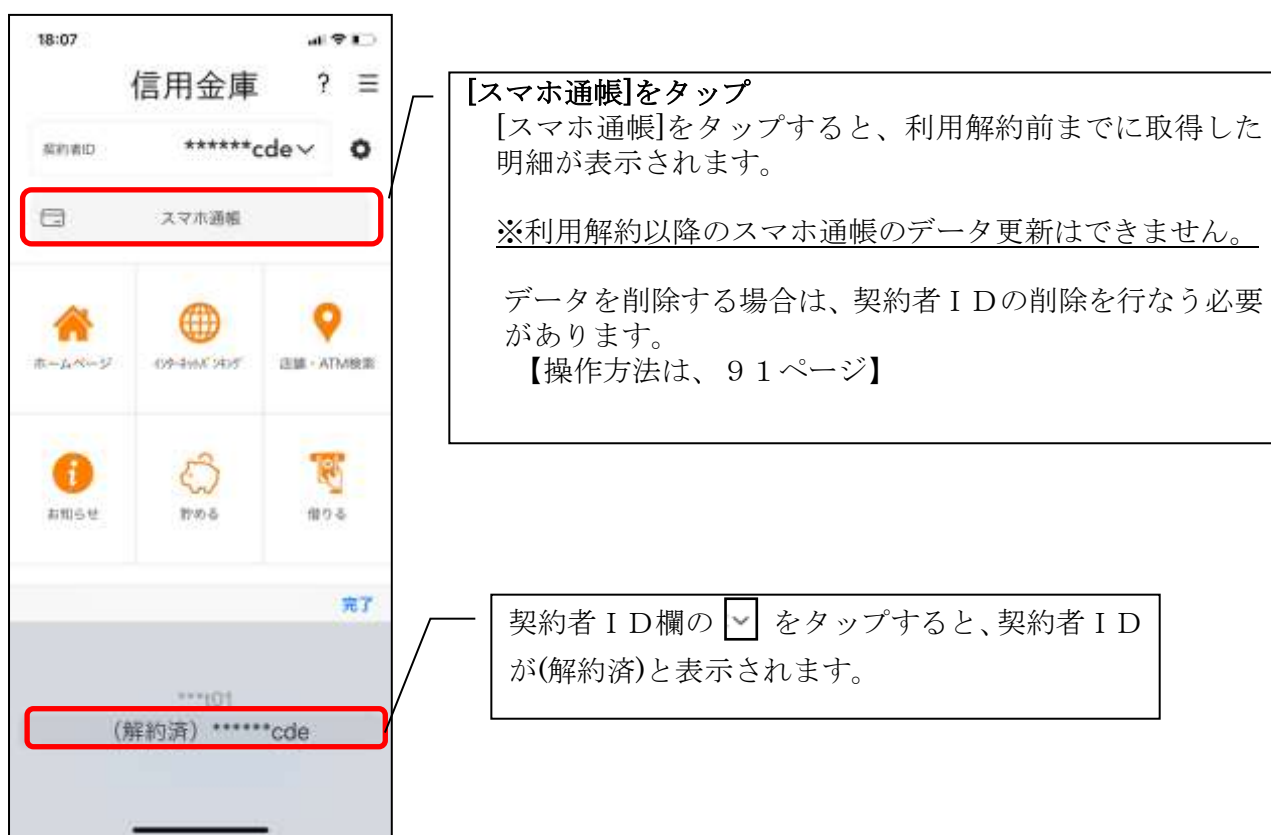 18:07
信用金庫 ? ☰
契約者ID ******cde
スマホ通帳
ホームページ ｲﾝﾀｰﾈｯﾄﾊﾞﾝｷﾝｸﾞ 店舗・ATM検索
お知らせ 貯める 借りる
完了
***t01
(解約済) ******cde
[スマホ通帳]をタップ
[スマホ通帳]をタップすると、利用解約前までに取得した
明細が表示されます。
※利用解約以降のスマホ通帳のデータ更新はできません。
データを削除する場合は、契約者ＩＤの削除を行なう必要
があります。
【操作方法は、９１ページ】
契約者ＩＤ欄の をタップすると、契約者ＩＤ
が(解約済)と表示されます。